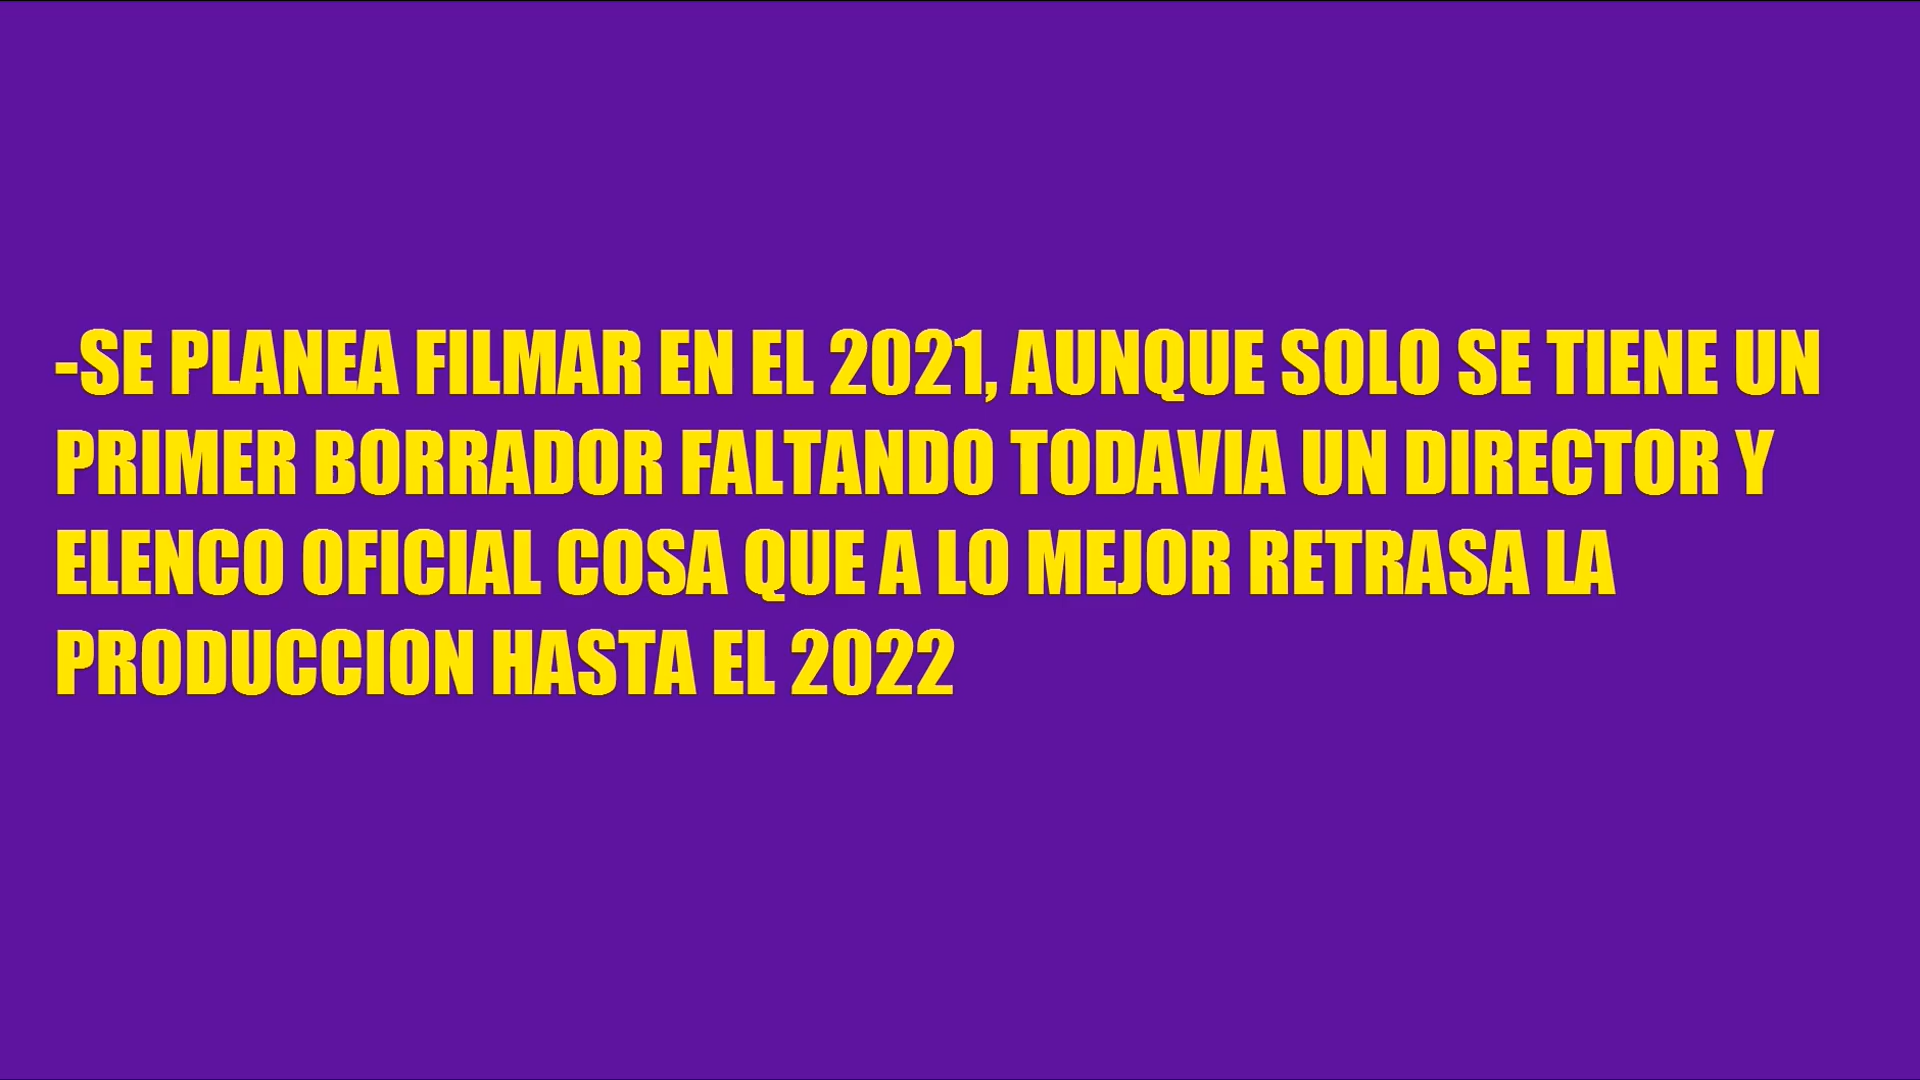 -SE PLANEA FILMAR EN EL 2021, AUNQUE SOLO SE TIENE UN
PRIMER BORRADOR FALTANDO TODAVIA UN DIRECTOR Y
ELENCO OFICIAL COSA QUE A LO MEJOR RETRASA LA
PRODUCCION HASTA EL 2022